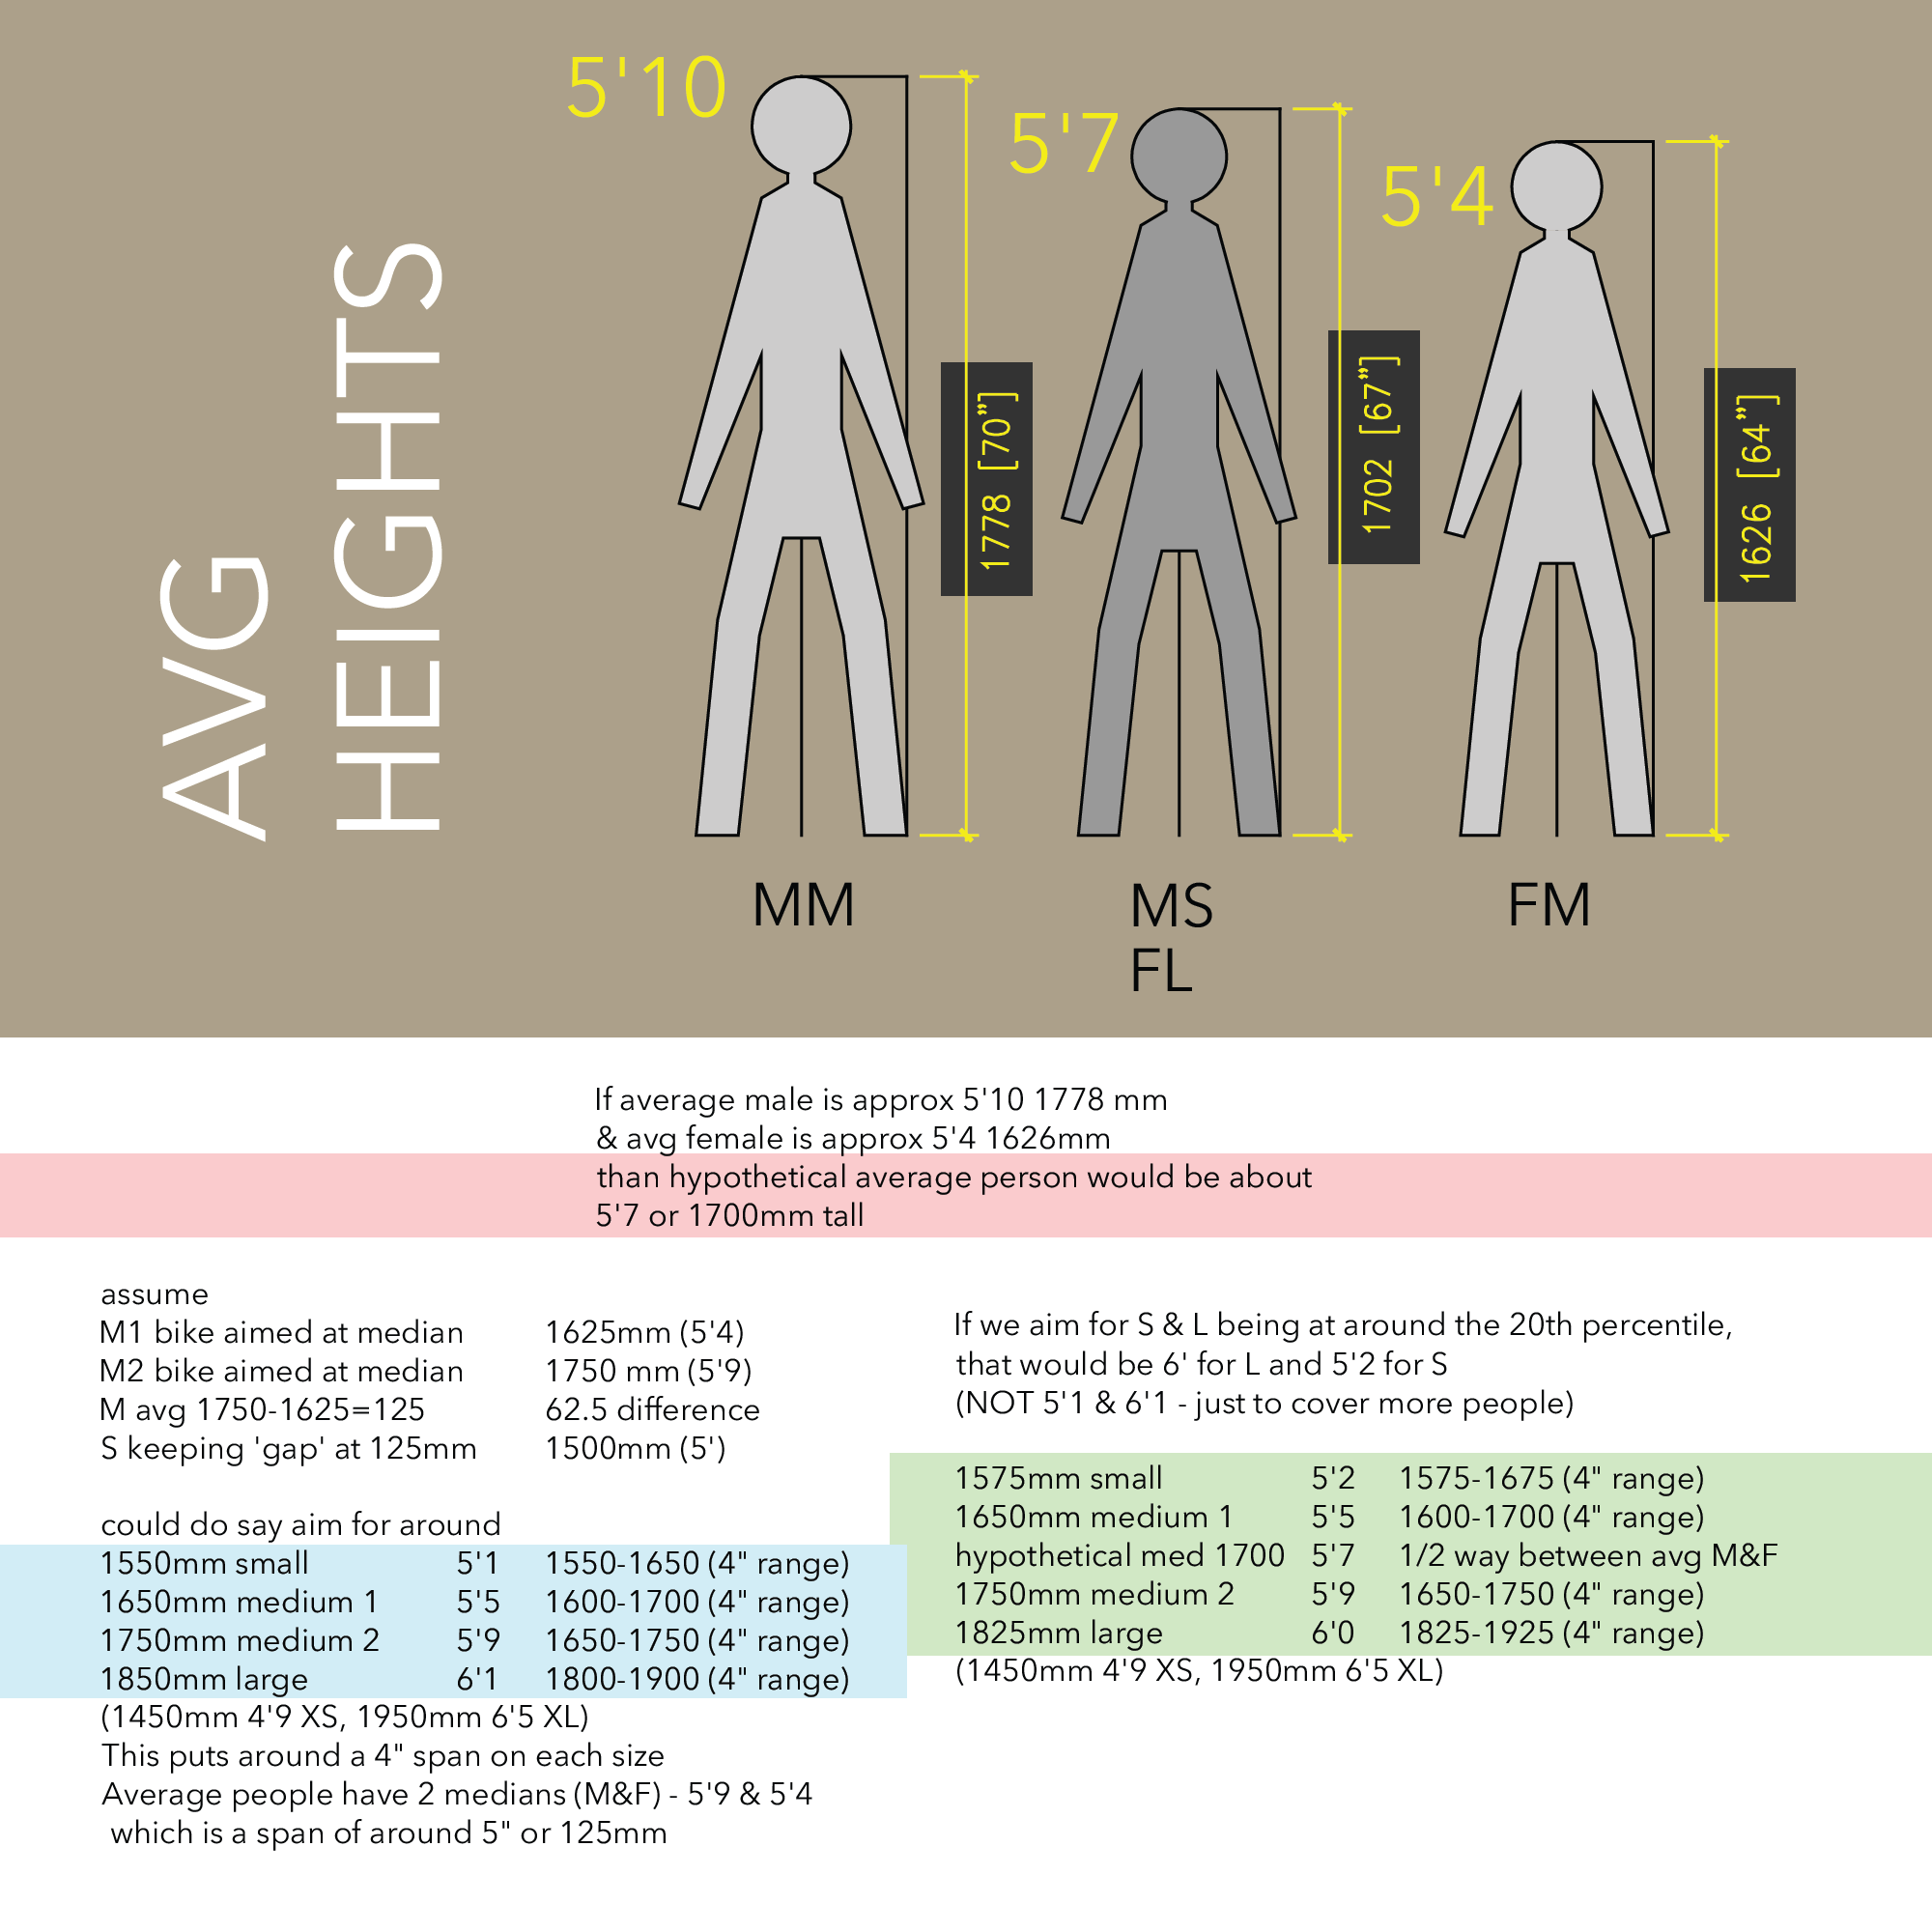 AVG
HEIGHTS
5'10
5'7
5'4
1778 [70"]
1702 [67"]
1626 [64"]
MM
MS
FL
FM
If average male is approx 5'10 1778 mm
& avg female is approx 5'4 1626mm
than hypothetical average person would be about
5'7 or 1700mm tall
assume
M1 bike aimed at median 1625mm (5'4)
M2 bike aimed at median 1750 mm (5'9)
M avg 1750-1625=125 62.5 difference
S keeping 'gap' at 125mm 1500mm (5')
could do say aim for around
1550mm small 5'1 1550-1650 (4" range)
1650mm medium 1 5'5 1600-1700 (4" range)
1750mm medium 2 5'9 1650-1750 (4" range)
1850mm large 6'1 1800-1900 (4" range)
(1450mm 4'9 XS, 1950mm 6'5 XL)
This puts around a 4" span on each size
Average people have 2 medians (M&F) - 5'9 & 5'4
which is a span of around 5" or 125mm
If we aim for S & L being at around the 20th percentile,
that would be 6' for L and 5'2 for S
(NOT 5'1 & 6'1 - just to cover more people)
1575mm small 5'2 1575-1675 (4" range)
1650mm medium 1 5'5 1600-1700 (4" range)
hypothetical med 1700 5'7 1/2 way between avg M&F
1750mm medium 2 5'9 1650-1750 (4" range)
1825mm large 6'0 1825-1925 (4" range)
(1450mm 4'9 XS, 1950mm 6'5 XL)